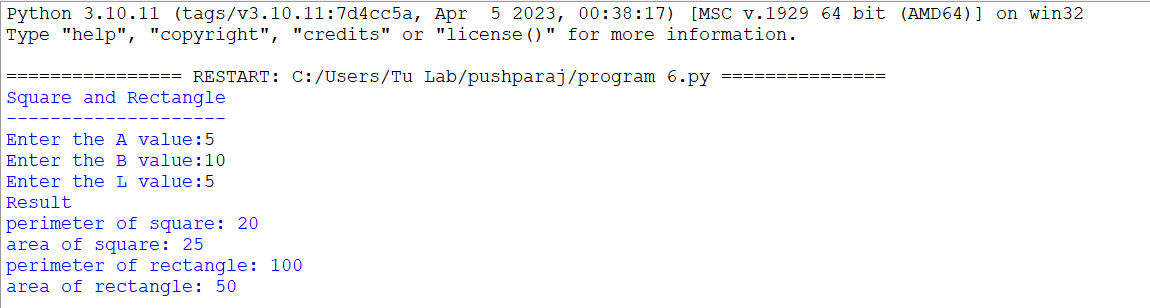 Python 3.10.11 (tags/v3.10.11:7d4cc5a, Apr  5 2023, 00:38:17) [MSC v.1929 64 bit (AMD64)] on win32
Type "help", "copyright", "credits" or "license()" for more information.
================ RESTART: C:/Users/Tu Lab/pushparaj/program 6.py ===============
Square and Rectangle
--------------------
Enter the A value:5
Enter the B value:10
Enter the L value:5
Result
perimeter of square: 20
area of square: 25
perimeter of rectangle: 100
area of rectangle: 50